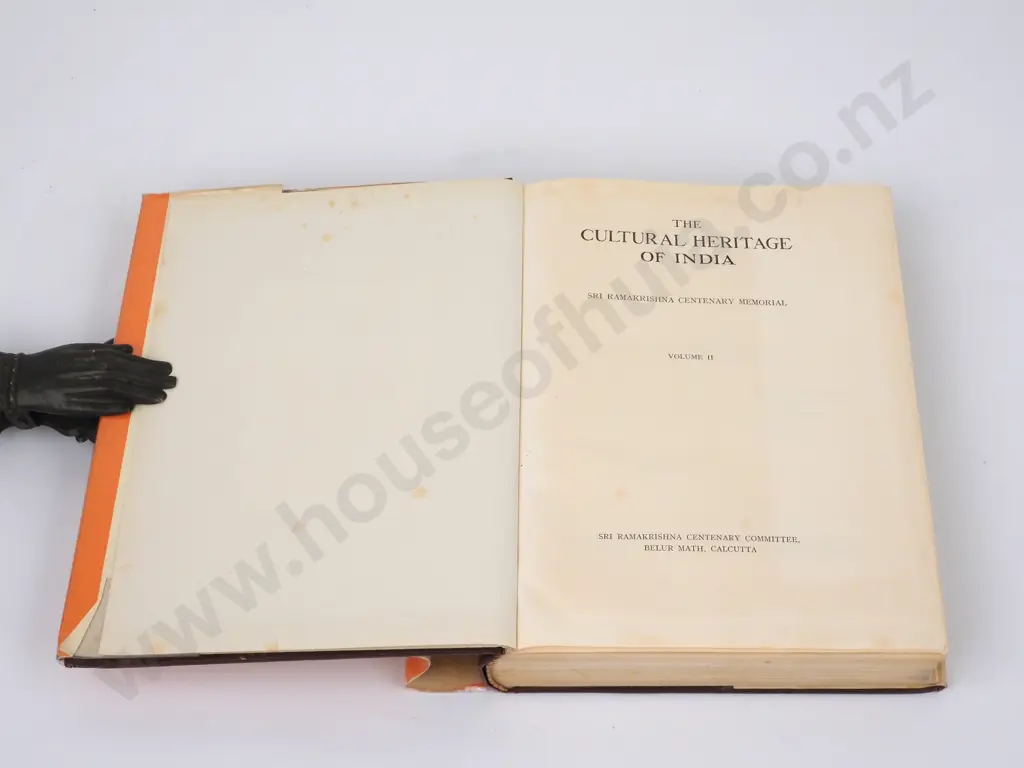 THE
CULTURAL HERITAGE
OF INDIA
SRI RAMAKRISHNA CENTENARY MEMORIAL
VOLUME II
SRI RAMAKRISHNA CENTENARY COMMITTEE,
BELUR MATH, CALCUTTA
www.houseofhuia.co.nz